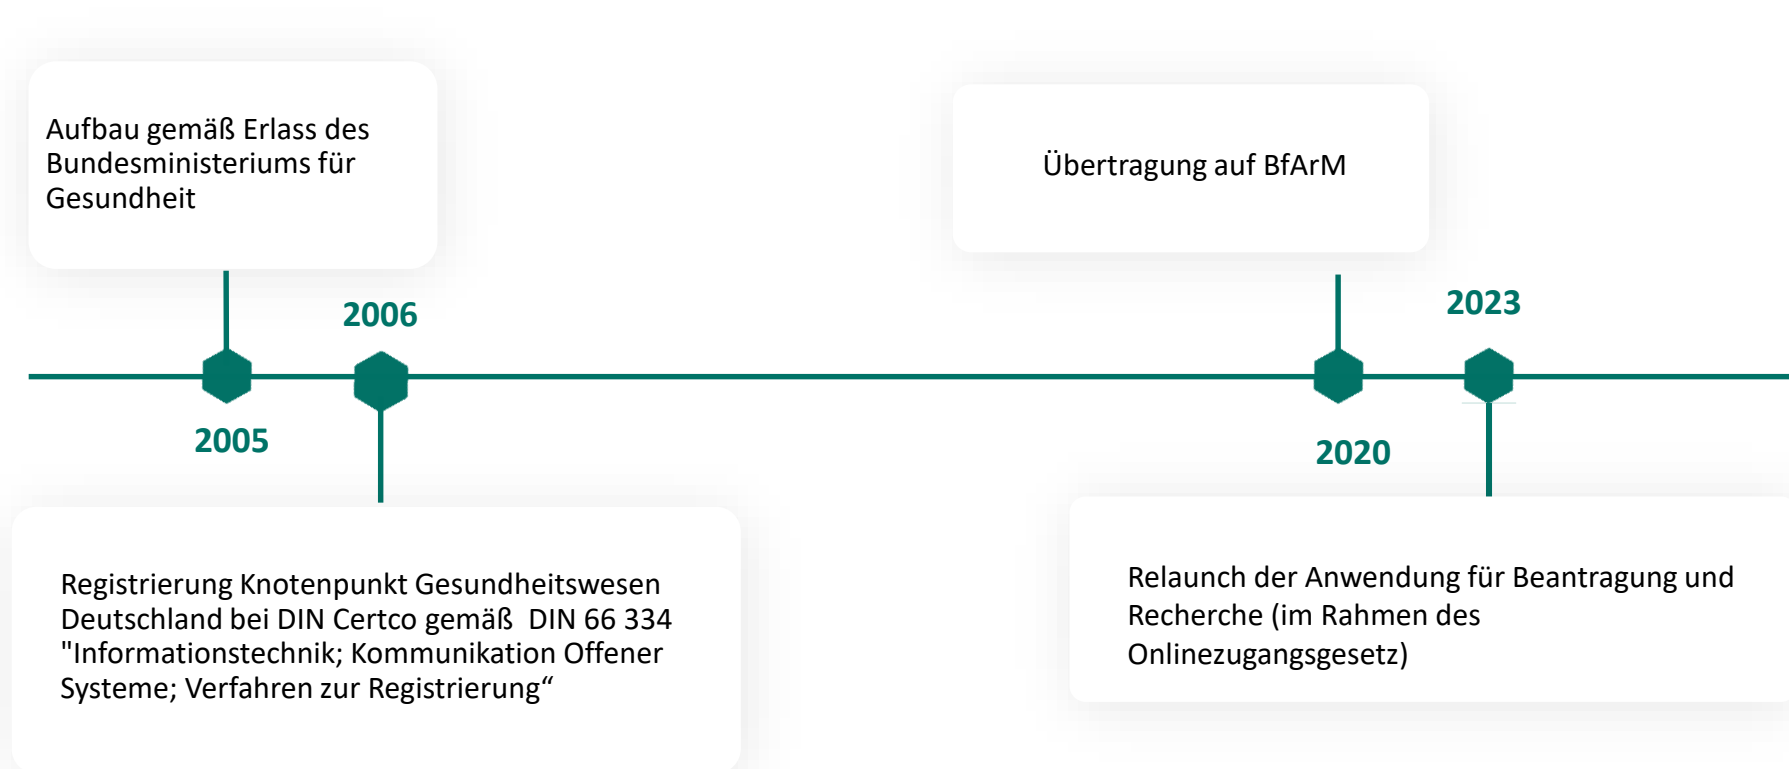 Aufbau gemäß Erlass des
Bundesministeriums für
Gesundheit
2005
2006
Registrierung Knotenpunkt Gesundheitswesen
Deutschland bei DIN Certco gemäß  DIN 66 334
"Informationstechnik; Kommunikation Offener
Systeme; Verfahren zur Registrierung“
Übertragung auf BfArM
2020
2023
Relaunch der Anwendung für Beantragung und
Recherche (im Rahmen des
Onlinezugangsgesetz)